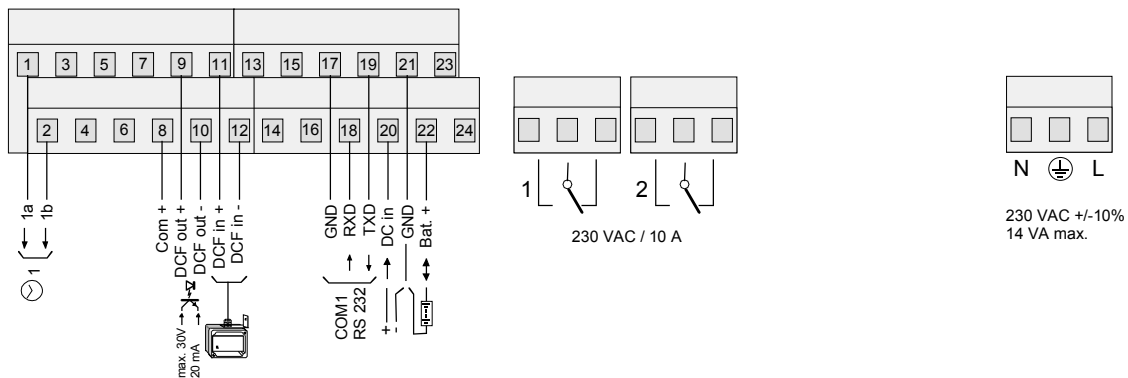 1 3 5 7 9 11 13 15 17 19 21 23
2 4 6 8 10 12 14 16 18 20 22 24
1a
1b
1
Com +
DCF out +
DCF out -
DCF in +
DCF in -
max. 30V
20 mA
GND
RXD
TXD
DC in
GND
Bat. +
COM1
RS 232
+
-
1
2
230 VAC / 10 A
N L
230 VAC +/-10%
14 VA max.